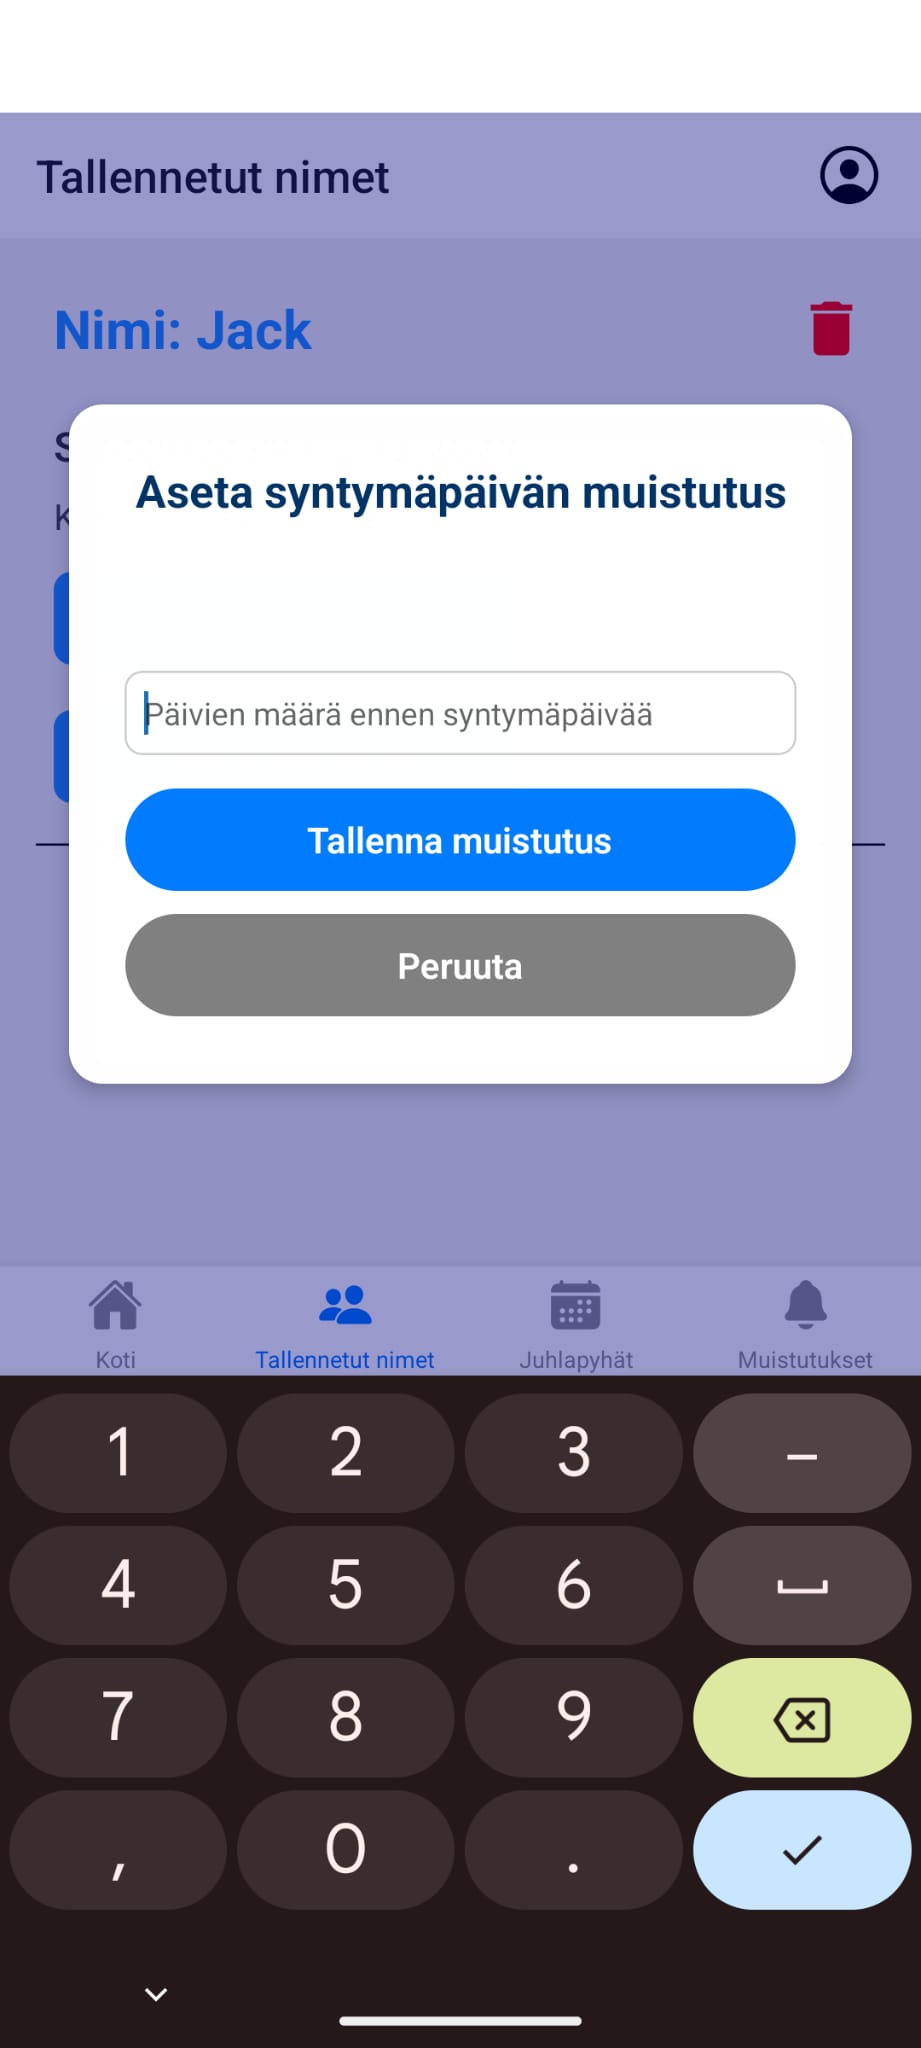 Tallennetut nimet
Nimi: Jack
Aseta syntymäpäivän muistutus
Päivien määrä ennen syntymäpäivää
Tallenna muistutus
Peruuta
Koti
Tallennetut nimet
Juhlapyhät
Muistutukset
1 2 3 –
4 5 6
7 8 9
, 0 .